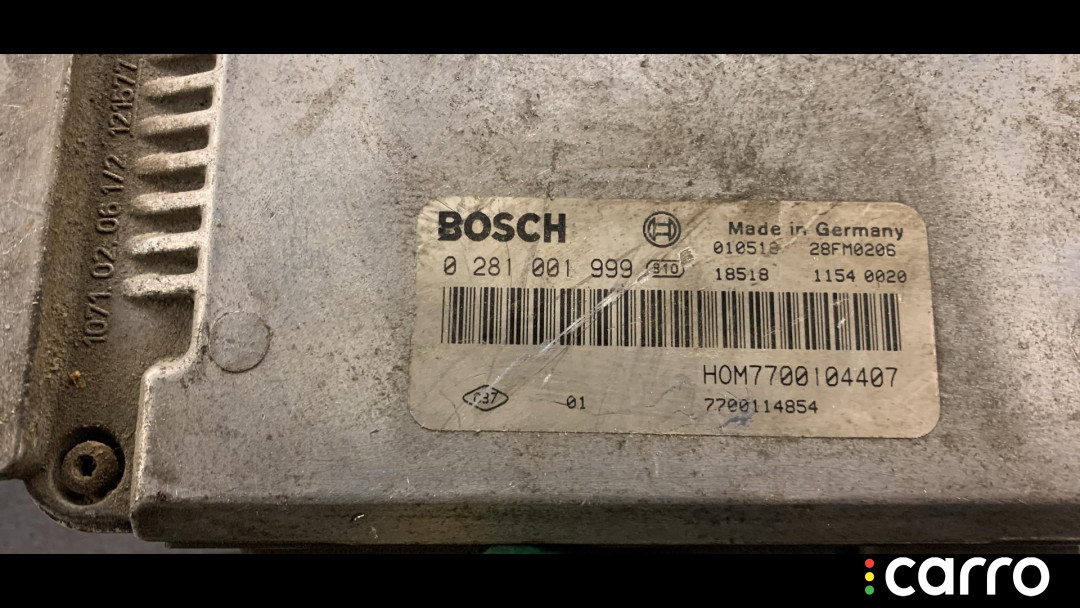 1071.02.06 1/2 121577
BOSCH
Made in Germany
28FM0206
0 281 001 999 S10
18518 1154 0020
HOM7700104407
01
7700114854
carro